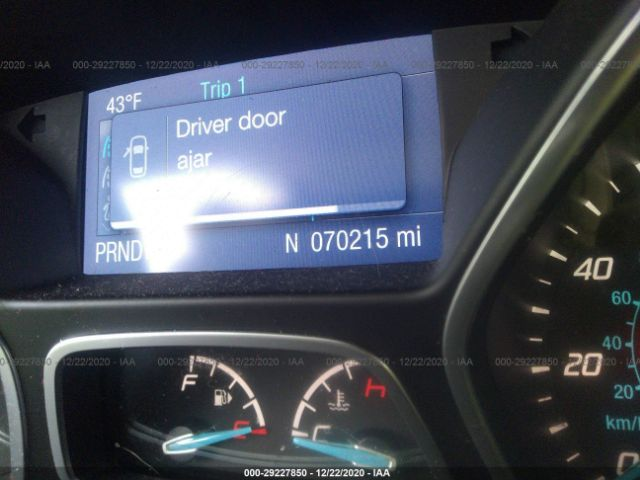 000-29227850 • 12/22/2020 - IAA
43°F
Trip 1
Driver door
ajar
PRND
N 070215 mi
40
60
40
20
20
km/h
0
F
E
H
C
000-29227850 - 12/22/2020 - IAA